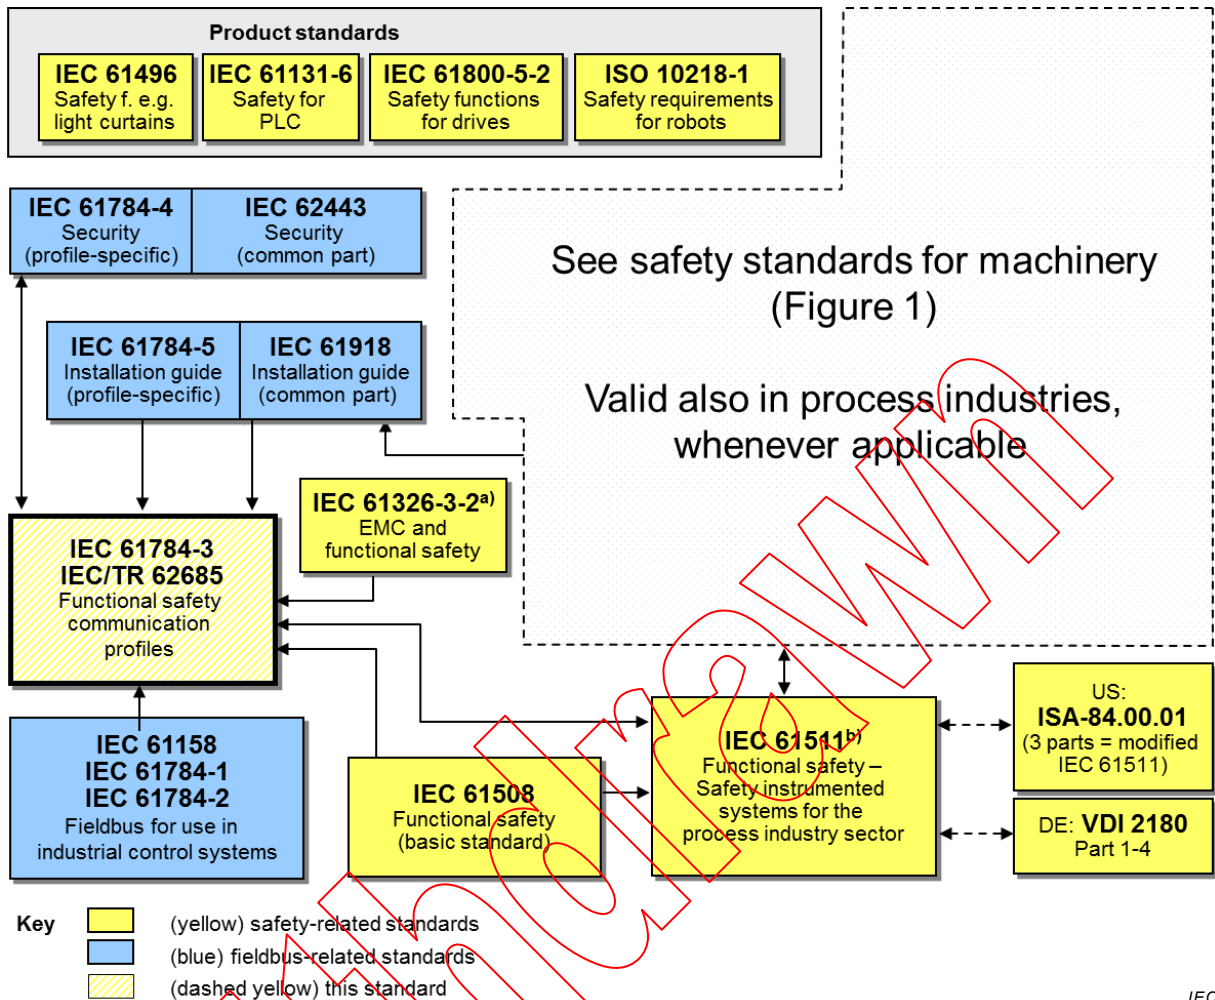 Product standards
IEC 61496
Safety f. e.g.
light curtains
IEC 61131-6
Safety for
PLC
IEC 61800-5-2
Safety functions
for drives
ISO 10218-1
Safety requirements
for robots
IEC 61784-4
Security
(profile-specific)
IEC 62443
Security
(common part)
See safety standards for machinery
(Figure 1)
Valid also in process industries,
whenever applicable
IEC 61784-5
Installation guide
(profile-specific)
IEC 61918
Installation guide
(common part)
IEC 61326-3-2a)
EMC and
functional safety
IEC 61784-3
IEC/TR 62685
Functional safety
communication
profiles
IEC 61158
IEC 61784-1
IEC 61784-2
Fieldbus for use in
industrial control systems
IEC 61508
Functional safety
(basic standard)
IEC 61511b)
Functional safety –
Safety instrumented
systems for the
process industry sector
US:
ISA-84.00.01
(3 parts = modified
IEC 61511)
DE: VDI 2180
Part 1-4
Key
(yellow) safety-related standards
(blue) fieldbus-related standards
(dashed yellow) this standard
IEC